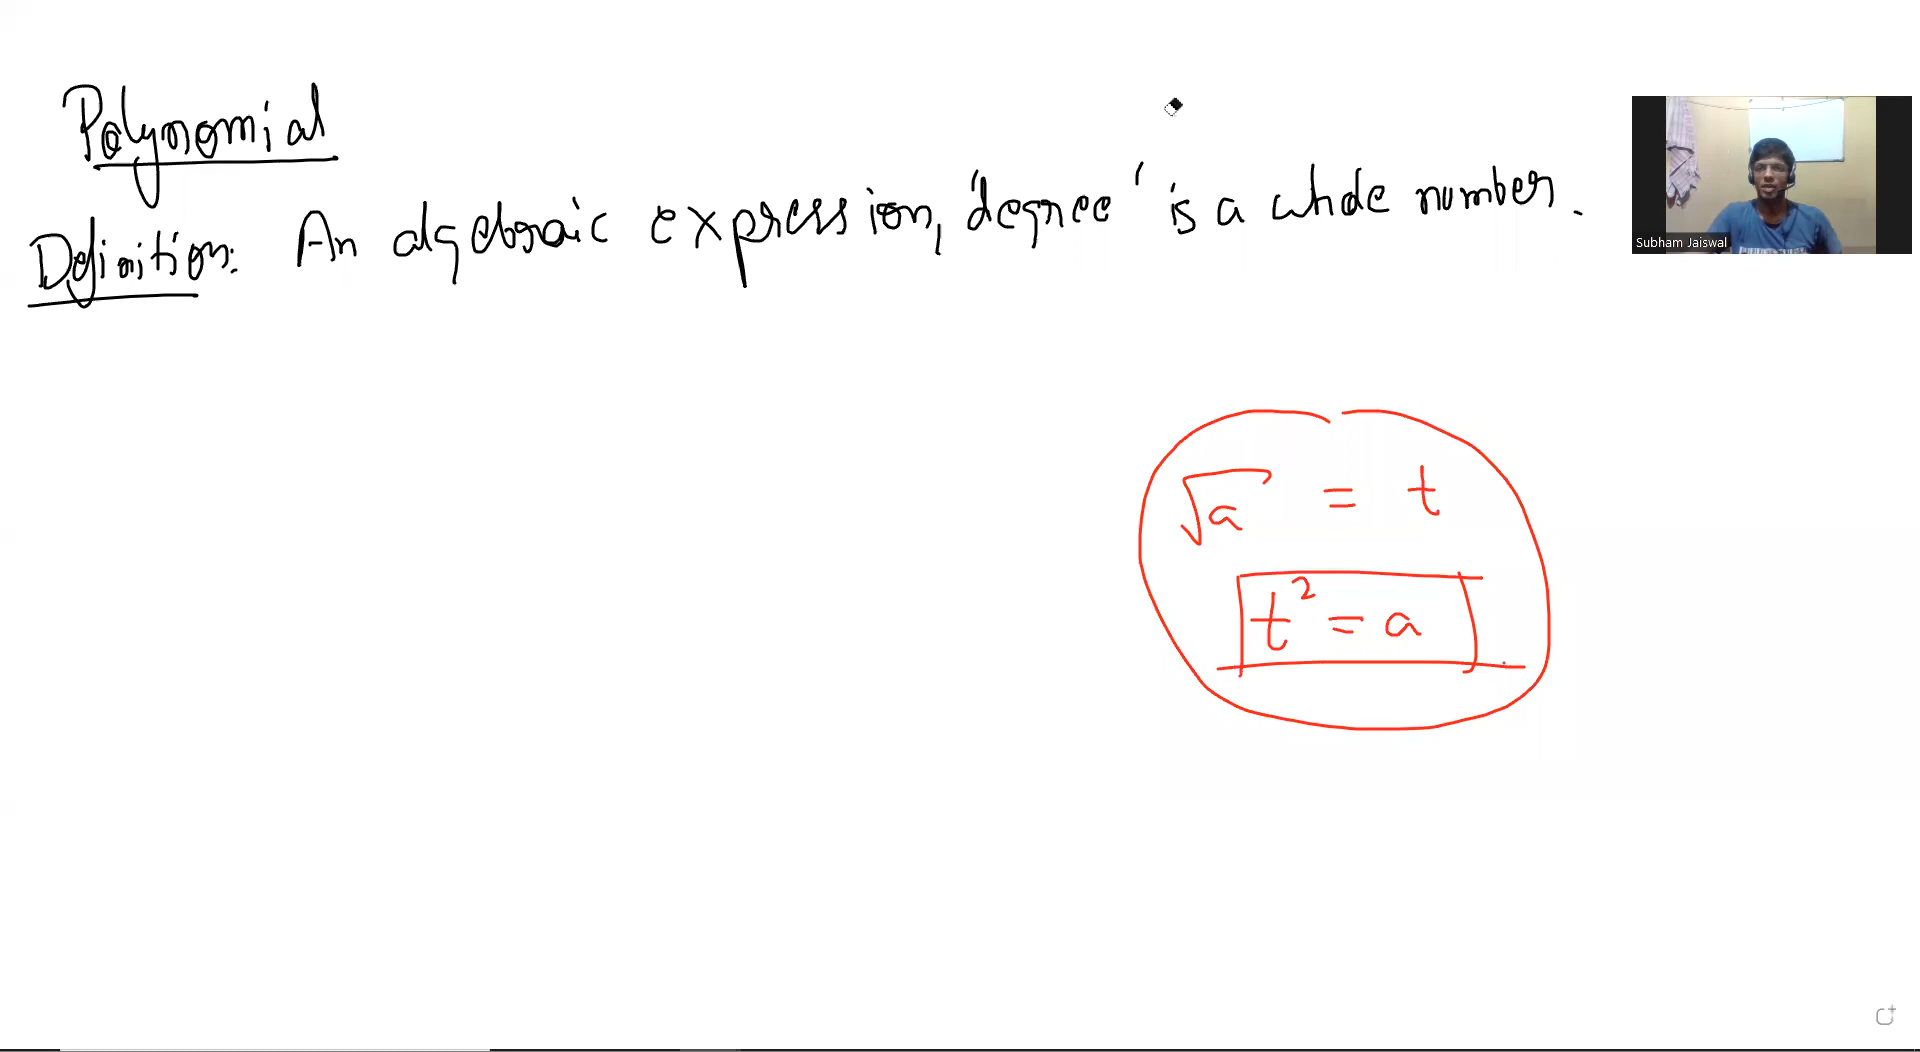 Polynomial
Definition: An algebraic expression, 'degree' is a whole number.
Subham Jaiswal
√a = t
t² = a